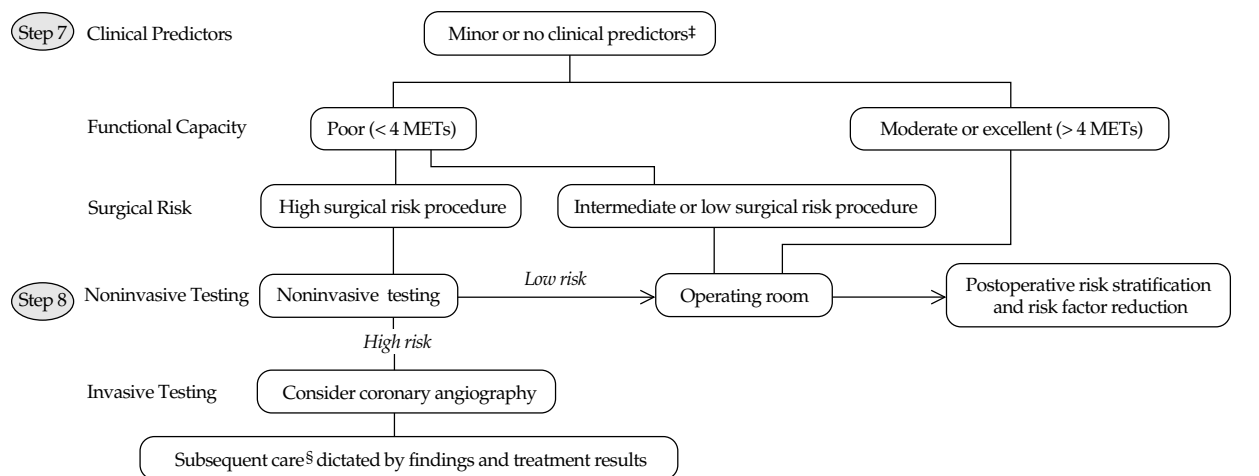 Step 7 Clinical Predictors Minor or no clinical predictors‡
Functional Capacity Poor (< 4 METs) Moderate or excellent (> 4 METs)
Surgical Risk High surgical risk procedure Intermediate or low surgical risk procedure
Low risk
Step 8 Noninvasive Testing Noninvasive testing Operating room Postoperative risk stratification
and risk factor reduction
High risk
Invasive Testing Consider coronary angiography
Subsequent care§ dictated by findings and treatment results